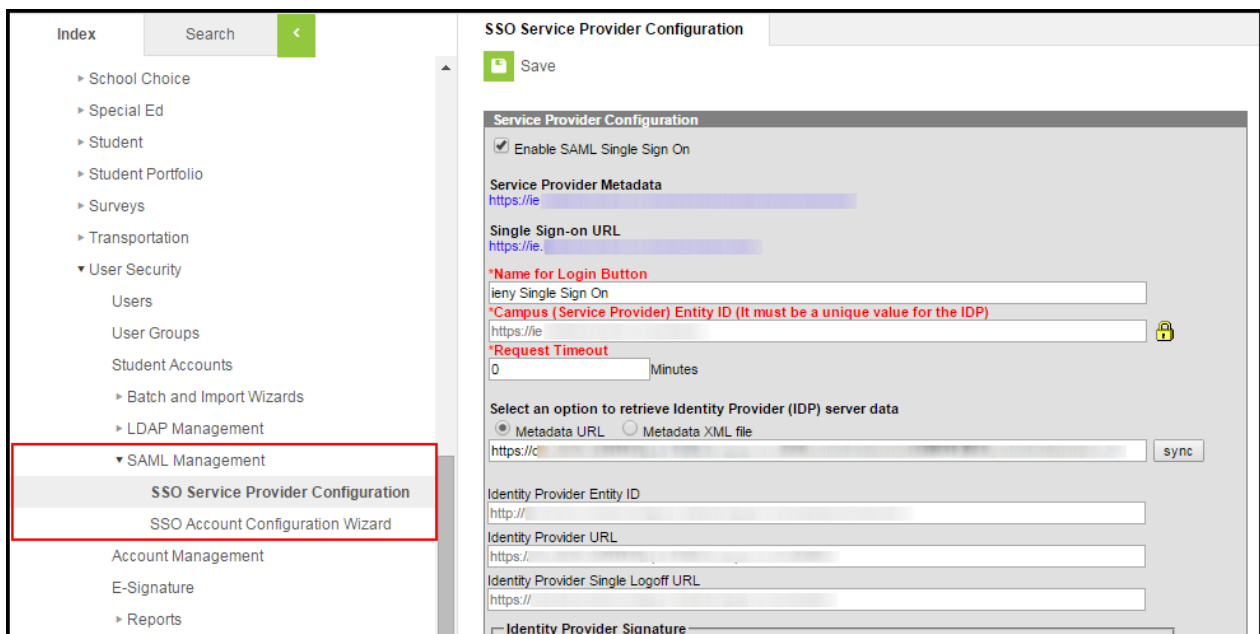 Index
Search
School Choice
Special Ed
Student
Student Portfolio
Surveys
Transportation
User Security
Users
User Groups
Student Accounts
Batch and Import Wizards
LDAP Management
SAML Management
SSO Service Provider Configuration
SSO Account Configuration Wizard
Account Management
E-Signature
Reports
SSO Service Provider Configuration
Save
Service Provider Configuration
Enable SAML Single Sign On
Service Provider Metadata
https://ie
Single Sign-on URL
https://ie.
*Name for Login Button
ieny Single Sign On
*Campus (Service Provider) Entity ID (It must be a unique value for the IDP)
https://ie
*Request Timeout
0 Minutes
Select an option to retrieve Identity Provider (IDP) server data
Metadata URL Metadata XML file
https://c sync
Identity Provider Entity ID
http://
Identity Provider URL
https:/
Identity Provider Single Logoff URL
https://
Identity Provider Signature